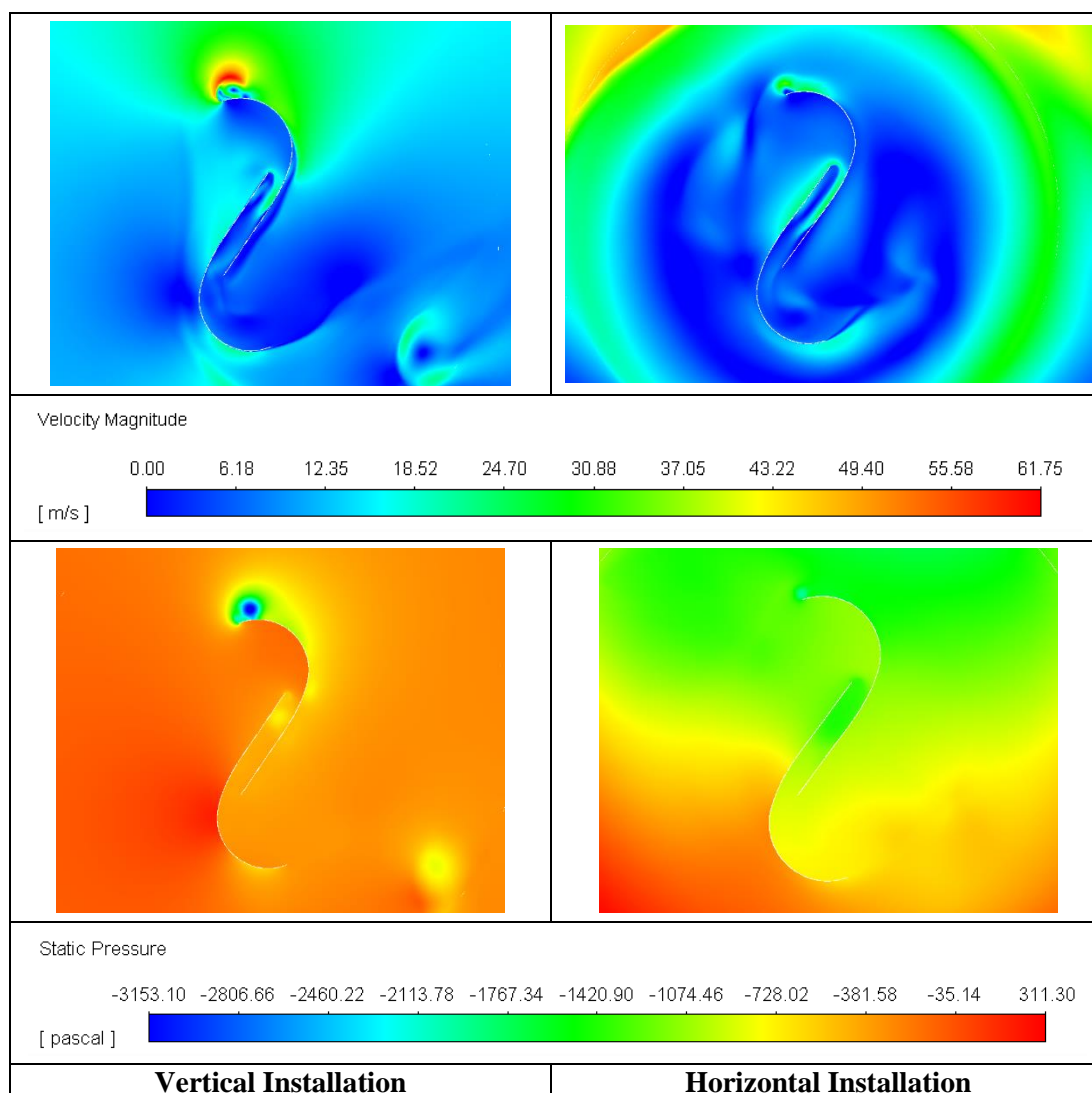 Velocity Magnitude
0.00 6.18 12.35 18.52 24.70 30.88 37.05 43.22 49.40 55.58 61.75
[ m/s ]
Static Pressure
-3153.10 -2806.66 -2460.22 -2113.78 -1767.34 -1420.90 -1074.46 -728.02 -381.58 -35.14 311.30
[ pascal ]
Vertical Installation Horizontal Installation